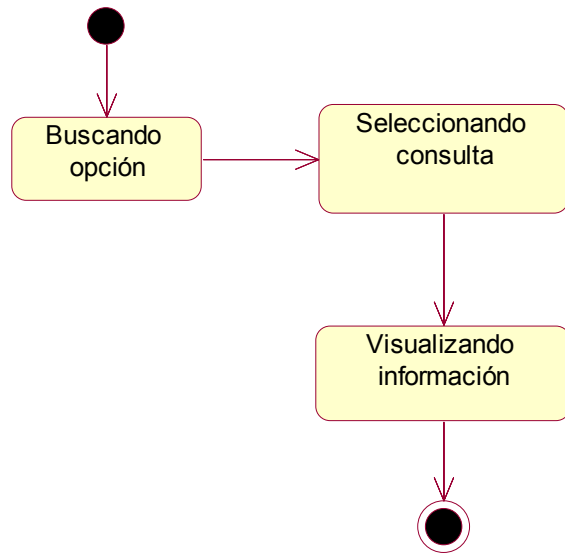 Buscando
opción
Seleccionando
consulta
Visualizando
información